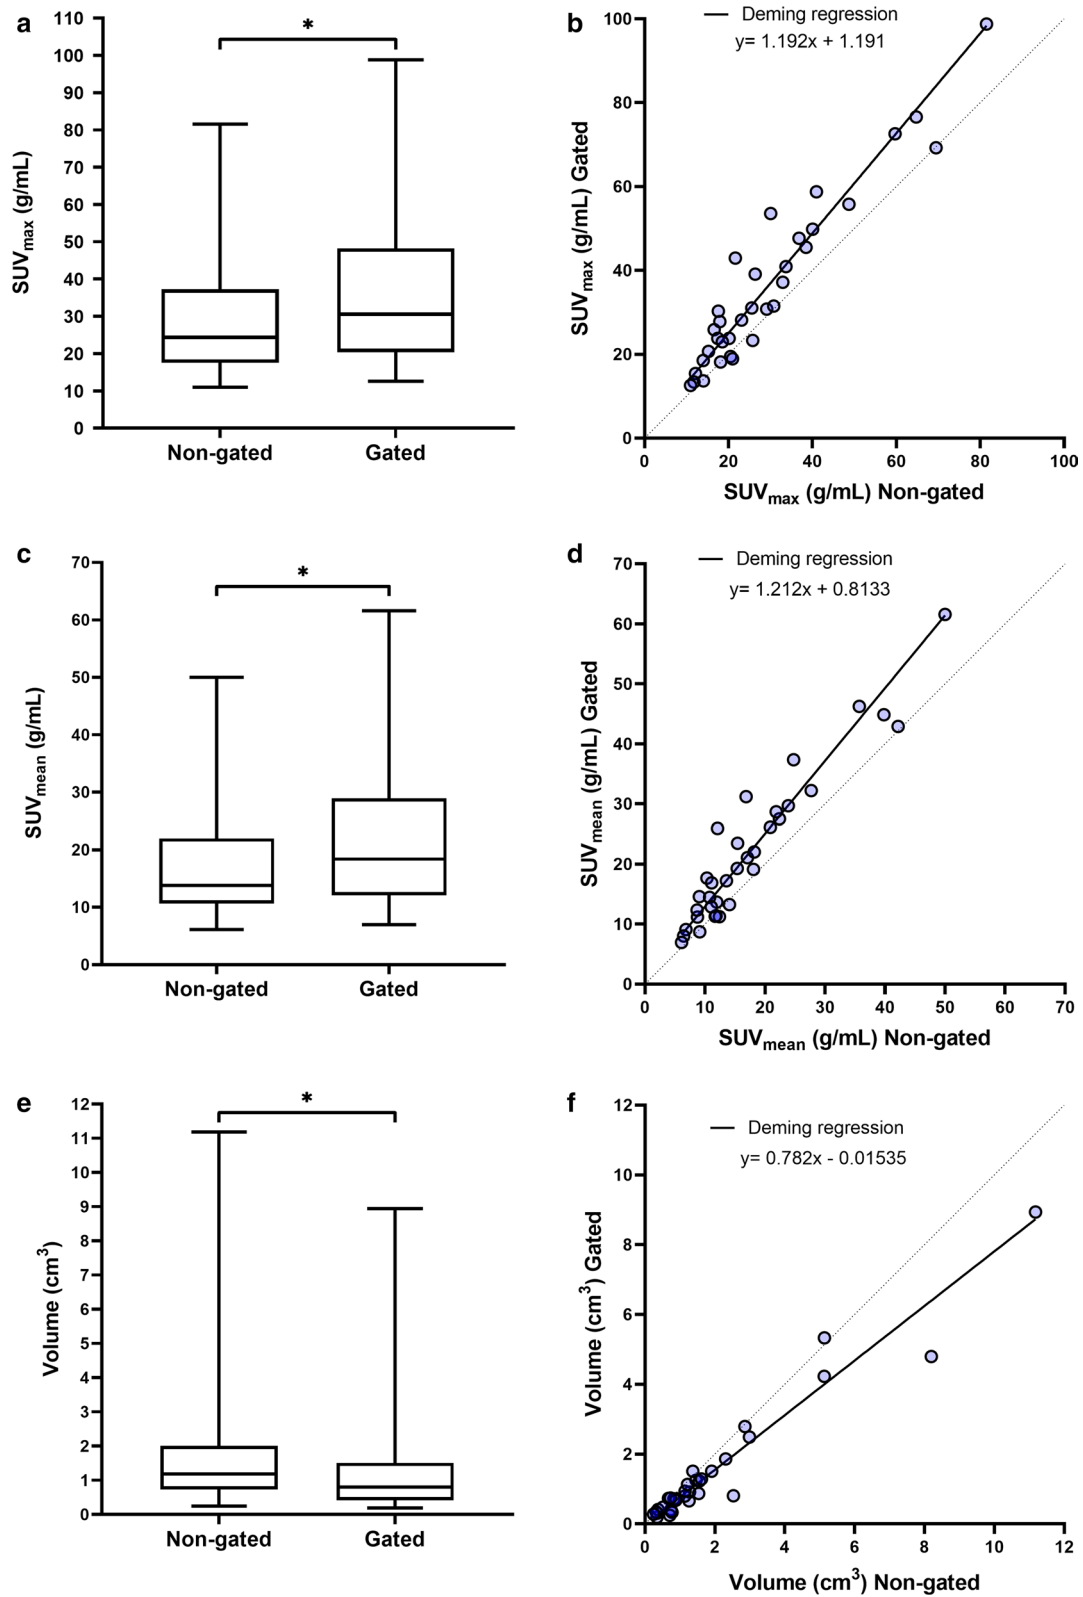 a
110
100
90
80
70
60
50
40
30
20
10
0
SUVmax (g/mL)
*
Non-gated
Gated
b
Deming regression
y= 1.192x + 1.191
100
80
60
40
20
0
SUVmax (g/mL) Gated
0 20 40 60 80 100
SUVmax (g/mL) Non-gated
c
70
60
50
40
30
20
10
0
SUVmean (g/mL)
*
Non-gated
Gated
d
Deming regression
y= 1.212x + 0.8133
70
60
50
40
30
20
10
0
SUVmean (g/mL) Gated
0 10 20 30 40 50 60 70
SUVmean (g/mL) Non-gated
e
12
11
10
9
8
7
6
5
4
3
2
1
0
Volume (cm³)
*
Non-gated
Gated
f
Deming regression
y= 0.782x - 0.01535
12
10
8
6
4
2
0
Volume (cm³) Gated
0 2 4 6 8 10 12
Volume (cm³) Non-gated